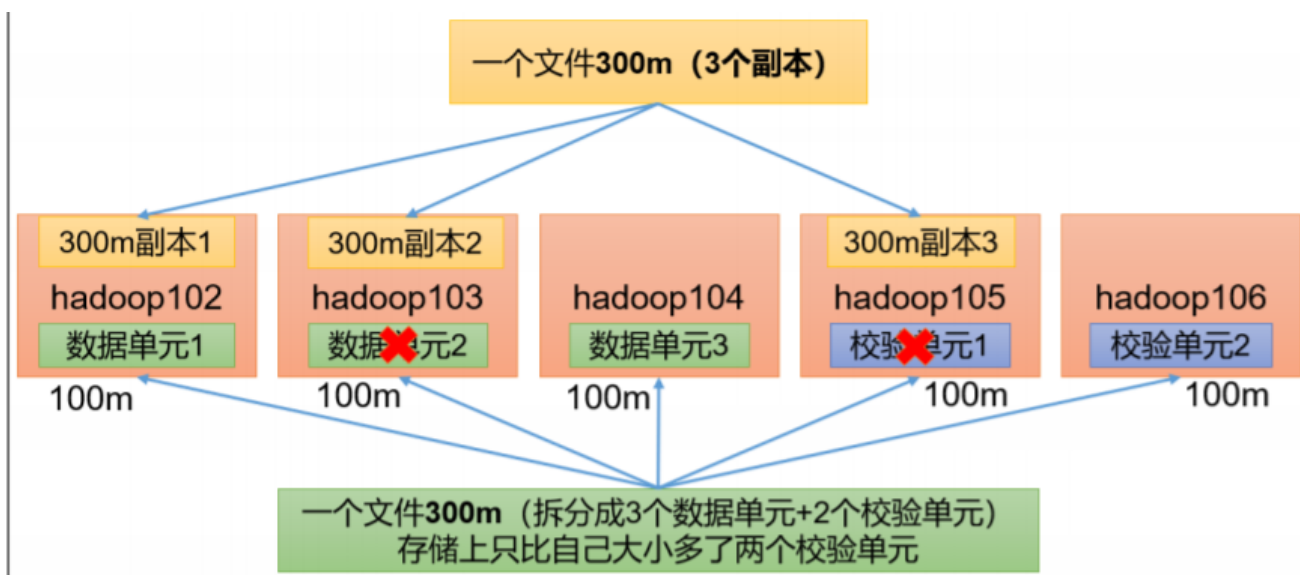 一个文件300m（3个副本）
300m副本1
300m副本2
300m副本3
hadoop102
hadoop103
hadoop104
hadoop105
hadoop106
数据单元1
数据单元2
数据单元3
校验单元1
校验单元2
100m
100m
100m
100m
100m
一个文件300m（拆分成3个数据单元+2个校验单元）
存储上只比自己大小多了两个校验单元